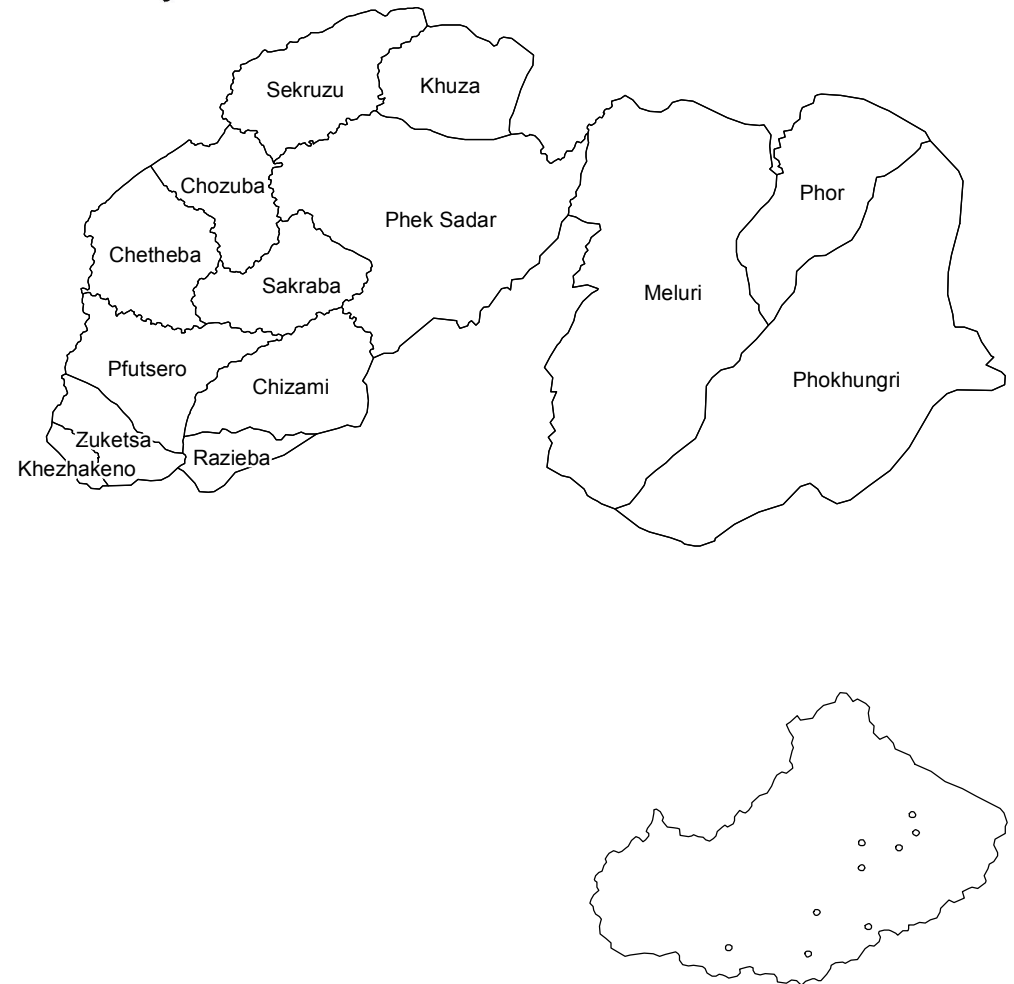 Sekruzu
Khuza
Chozuba
Phor
Phek Sadar
Chetheba
Sakraba
Meluri
Pfutsero
Chizami
Phokhungri
Zuketsa
Razieba
Khezhakeno